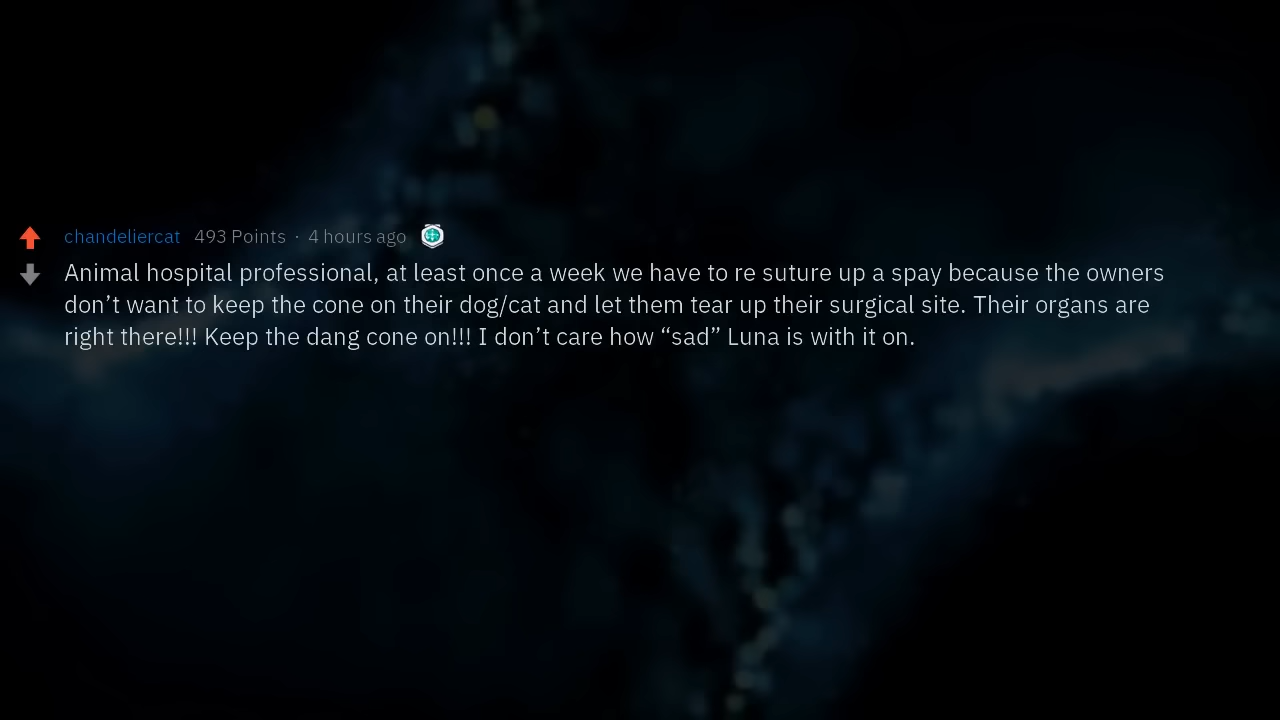 chandeliercat 493 Points · 4 hours ago
Animal hospital professional, at least once a week we have to re suture up a spay because the owners
don’t want to keep the cone on their dog/cat and let them tear up their surgical site. Their organs are
right there!!! Keep the dang cone on!!! I don’t care how “sad” Luna is with it on.